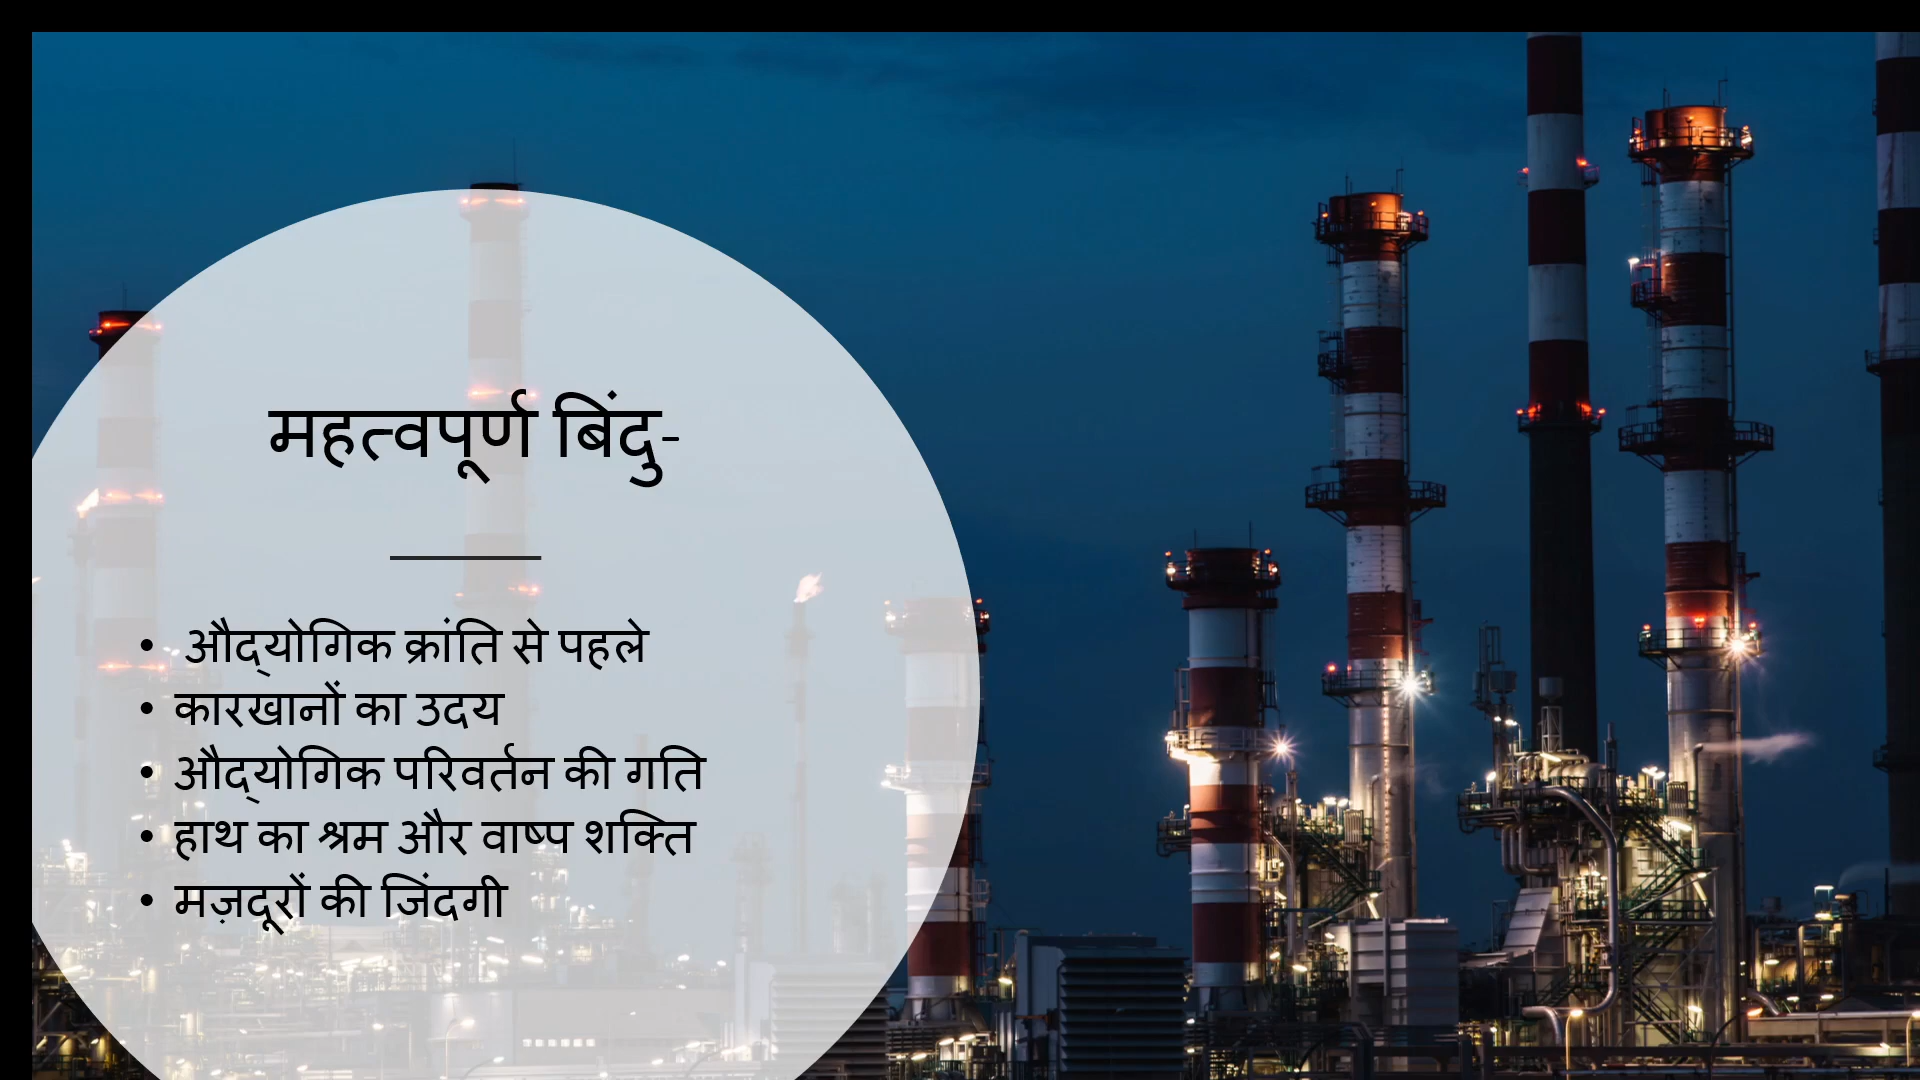 महत्वपूर्ण बिंदु-
• औद्योगिक क्रांति से पहले
• कारखानों का उदय
• औद्योगिक परिवर्तन की गति
• हाथ का श्रम और वाष्प शक्ति
• मज़दूरों की जिंदगी